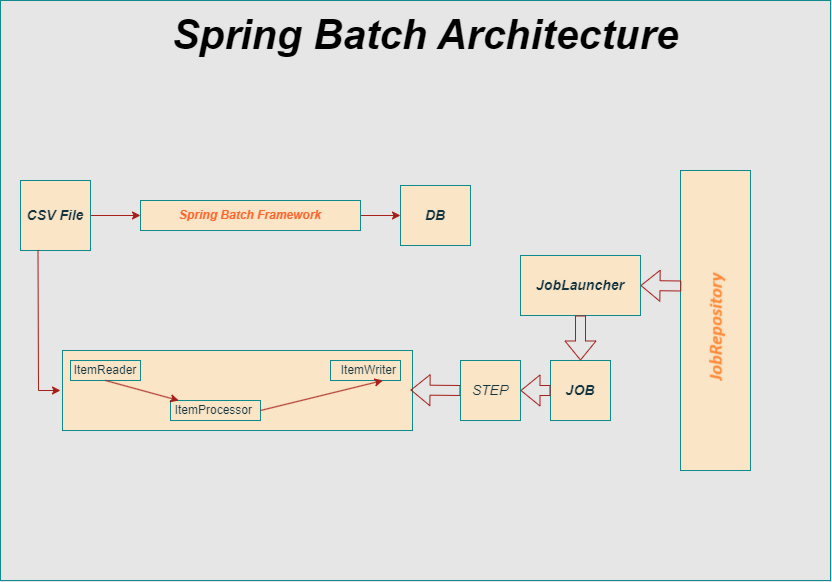 Spring Batch Architecture
CSV File
Spring Batch Framework
DB
JobLauncher
JobRepository
ItemReader
ItemWriter
ItemProcessor
STEP
JOB